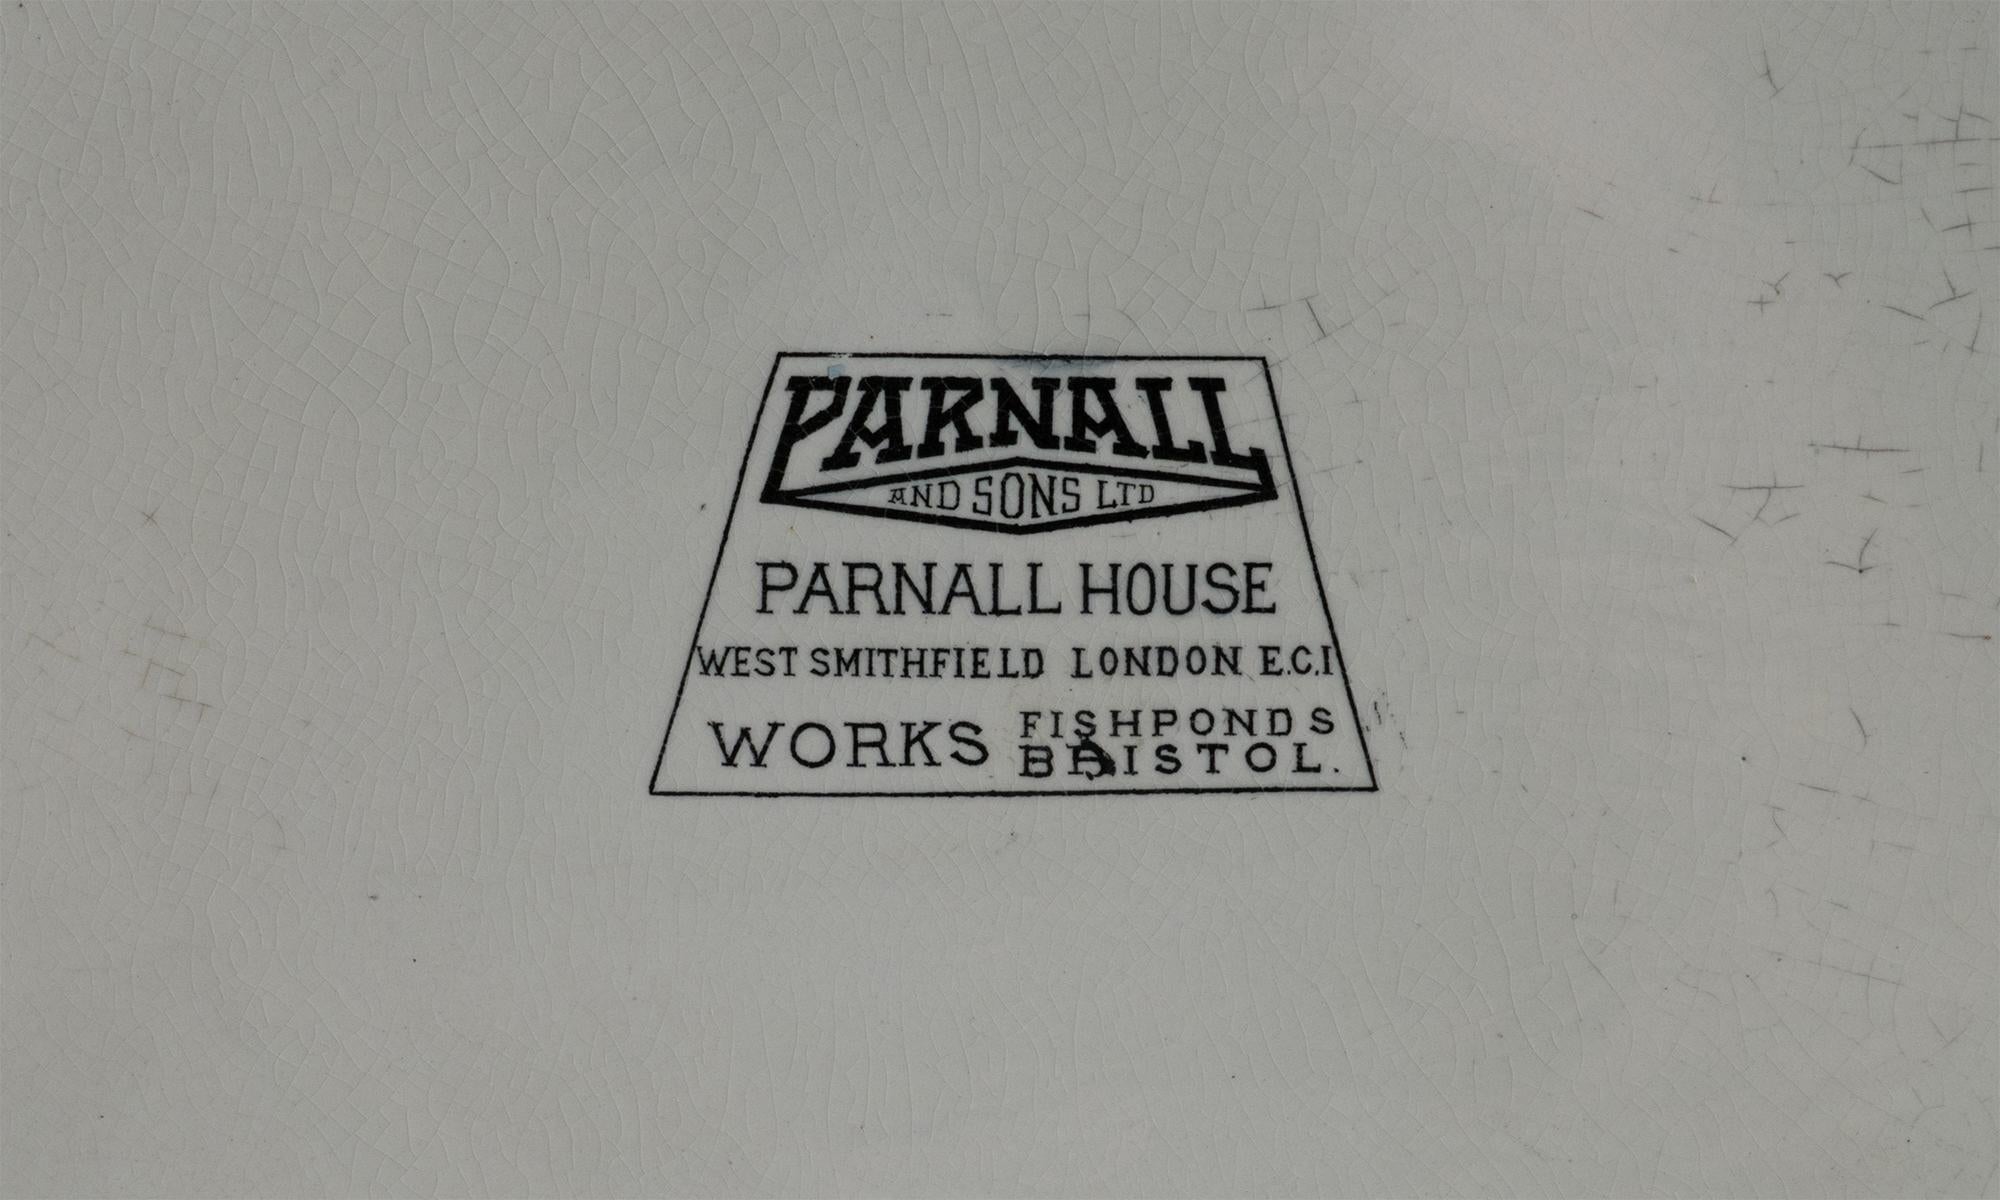 PARNALL
AND SONS LTD
PARNALL HOUSE
WEST SMITHFIELD LONDON E.C.I
WORKS FISHPONDS
BRISTOL.